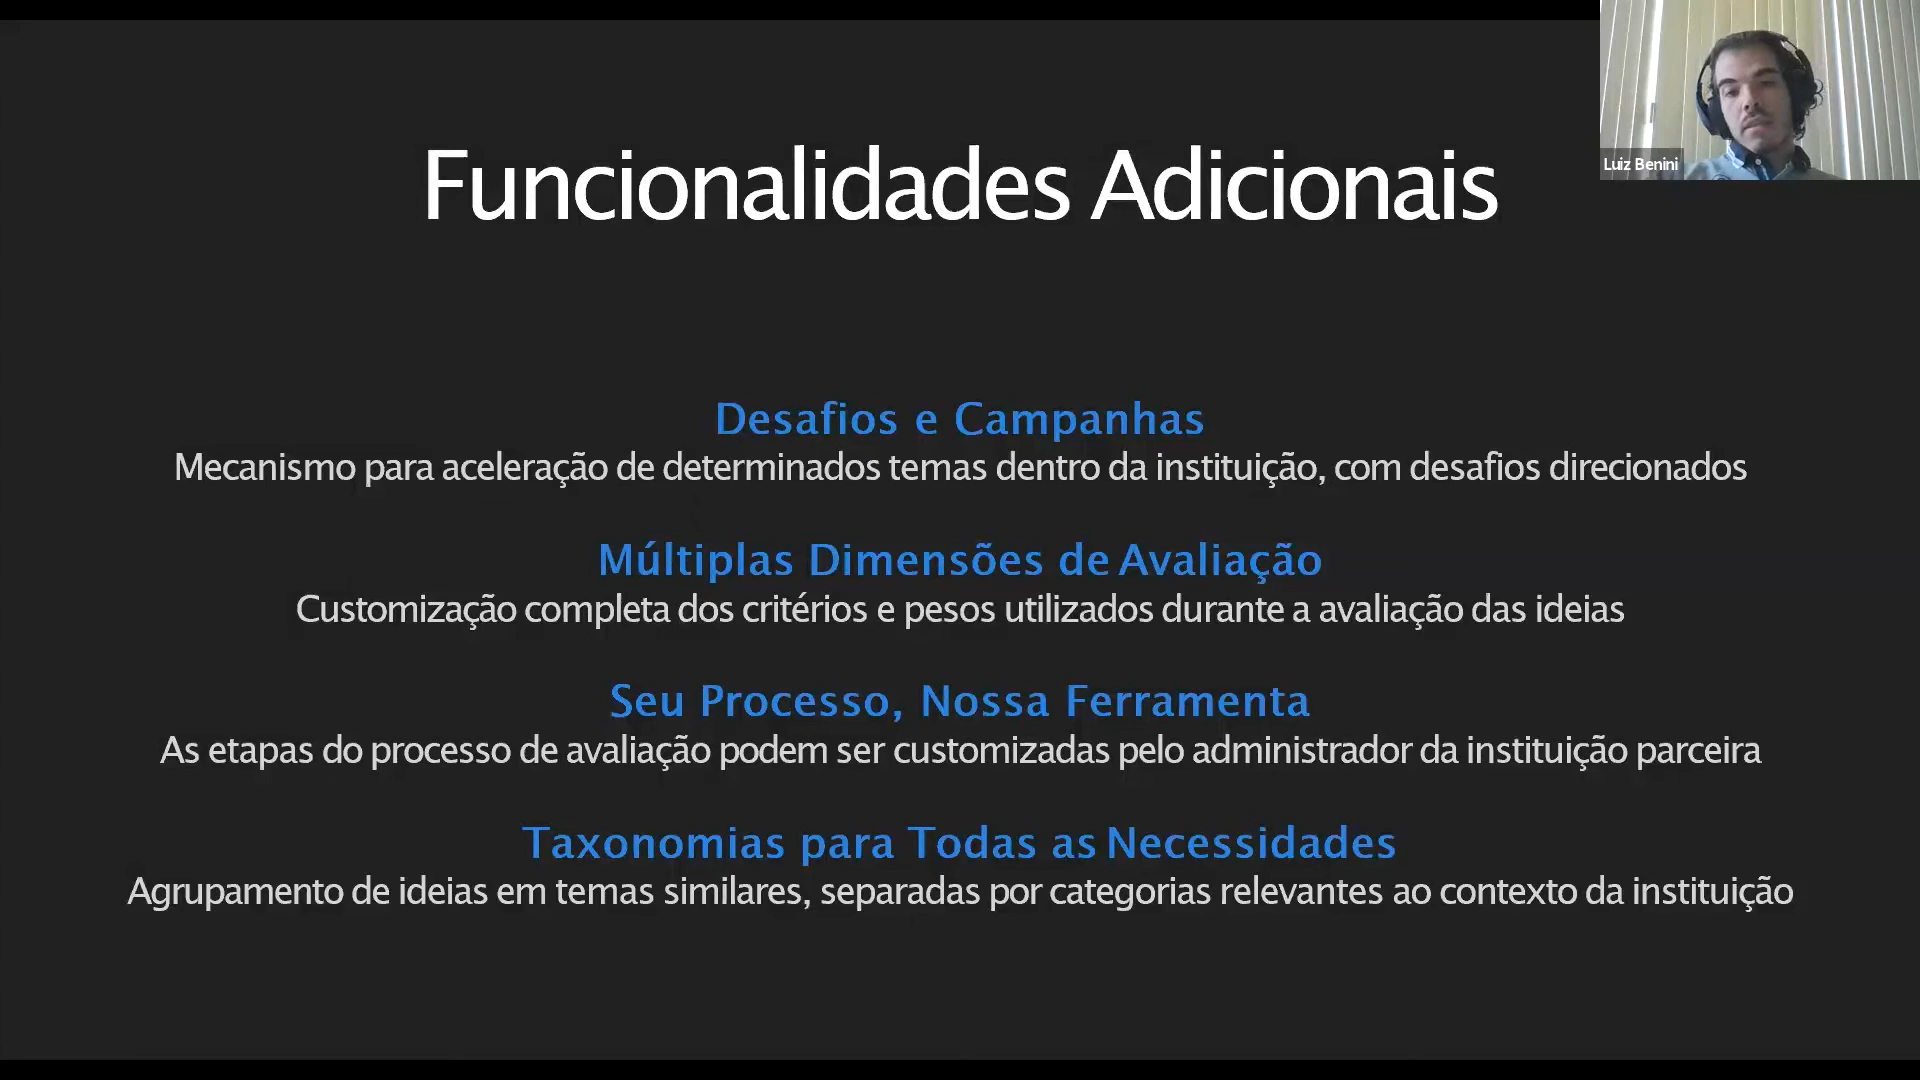 Luiz Benini
Funcionalidades Adicionais
Desafios e Campanhas
Mecanismo para aceleração de determinados temas dentro da instituição, com desafios direcionados
Múltiplas Dimensões de Avaliação
Customização completa dos critérios e pesos utilizados durante a avaliação das ideias
Seu Processo, Nossa Ferramenta
As etapas do processo de avaliação podem ser customizadas pelo administrador da instituição parceira
Taxonomias para Todas as Necessidades
Agrupamento de ideias em temas similares, separadas por categorias relevantes ao contexto da instituição